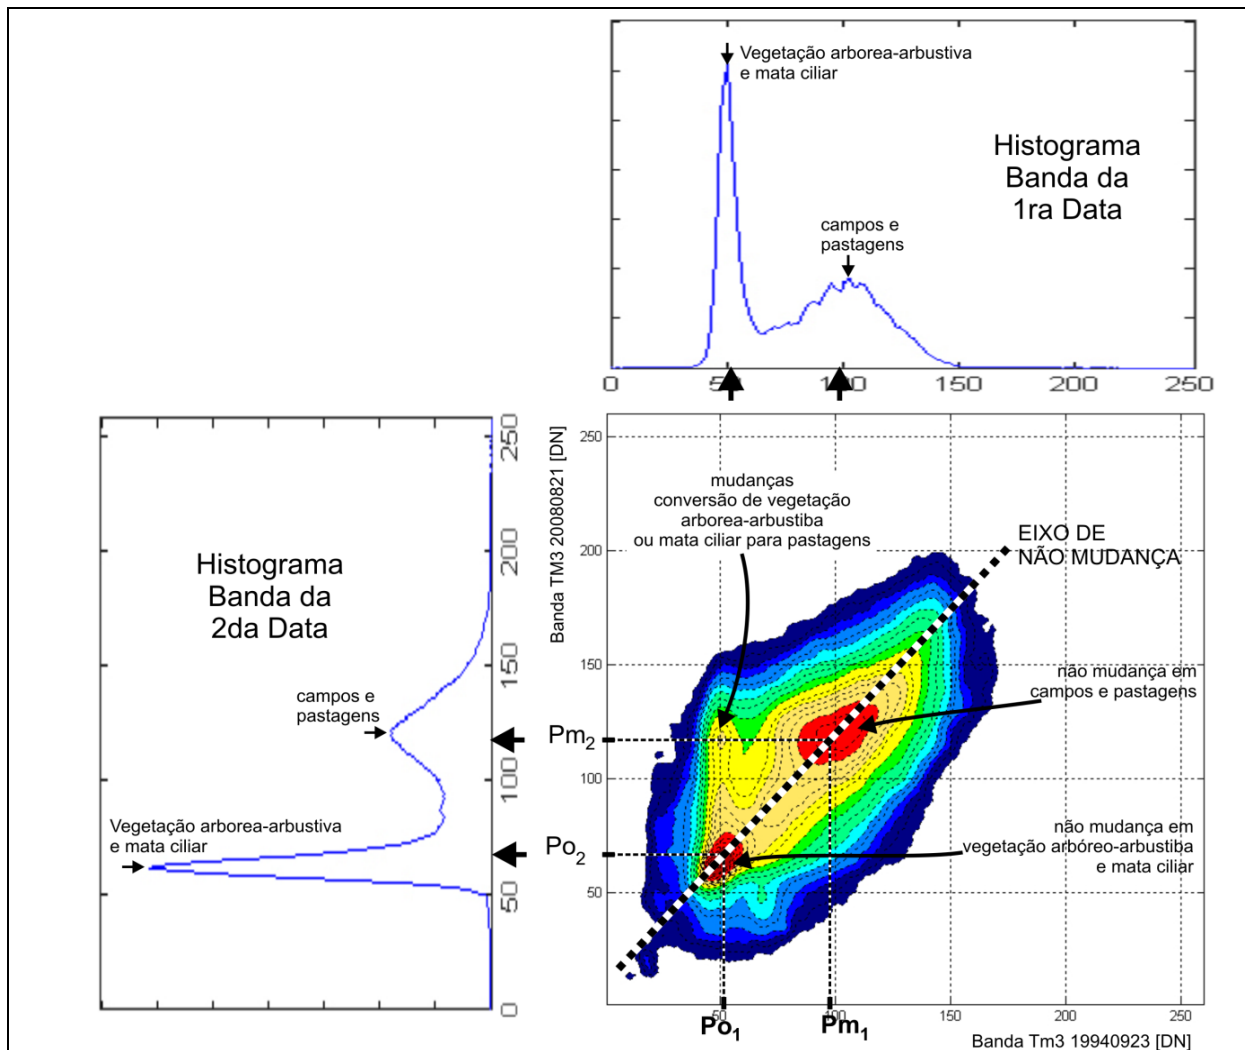 Vegetação arborea-arbustiva
e mata ciliar
Histograma
Banda da
1ra Data
campos e
pastagens
0
50
100
150
200
250
250
200
150
100
50
0
Histograma
Banda da
2da Data
campos e
pastagens
Vegetação arborea-arbustiva
e mata ciliar
Pm2
Po2
Banda TM3 20080821 [DN]
250
200
150
100
50
mudanças
conversão de vegetação
arborea-arbustiba
ou mata ciliar para pastagens
EIXO DE
NÃO MUDANÇA
não mudança em
campos e pastagens
não mudança em
vegetação arbóreo-arbustiba
e mata ciliar
50
100
150
200
250
Po1
Pm1
Banda Tm3 19940923 [DN]